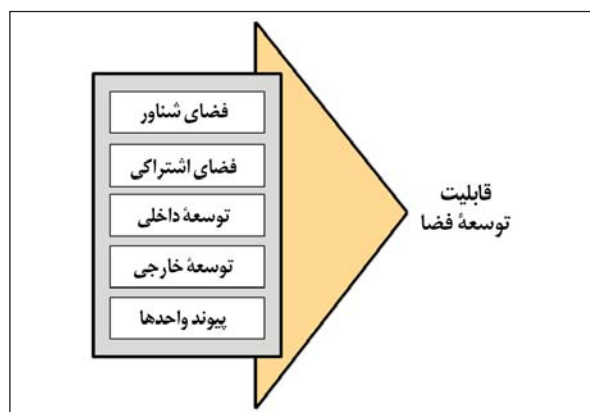 فضای شناور
فضای اشتراکی
توسعهٔ داخلی
توسعهٔ خارجی
پیوند واحدها
قابلیت
توسعهٔ فضا